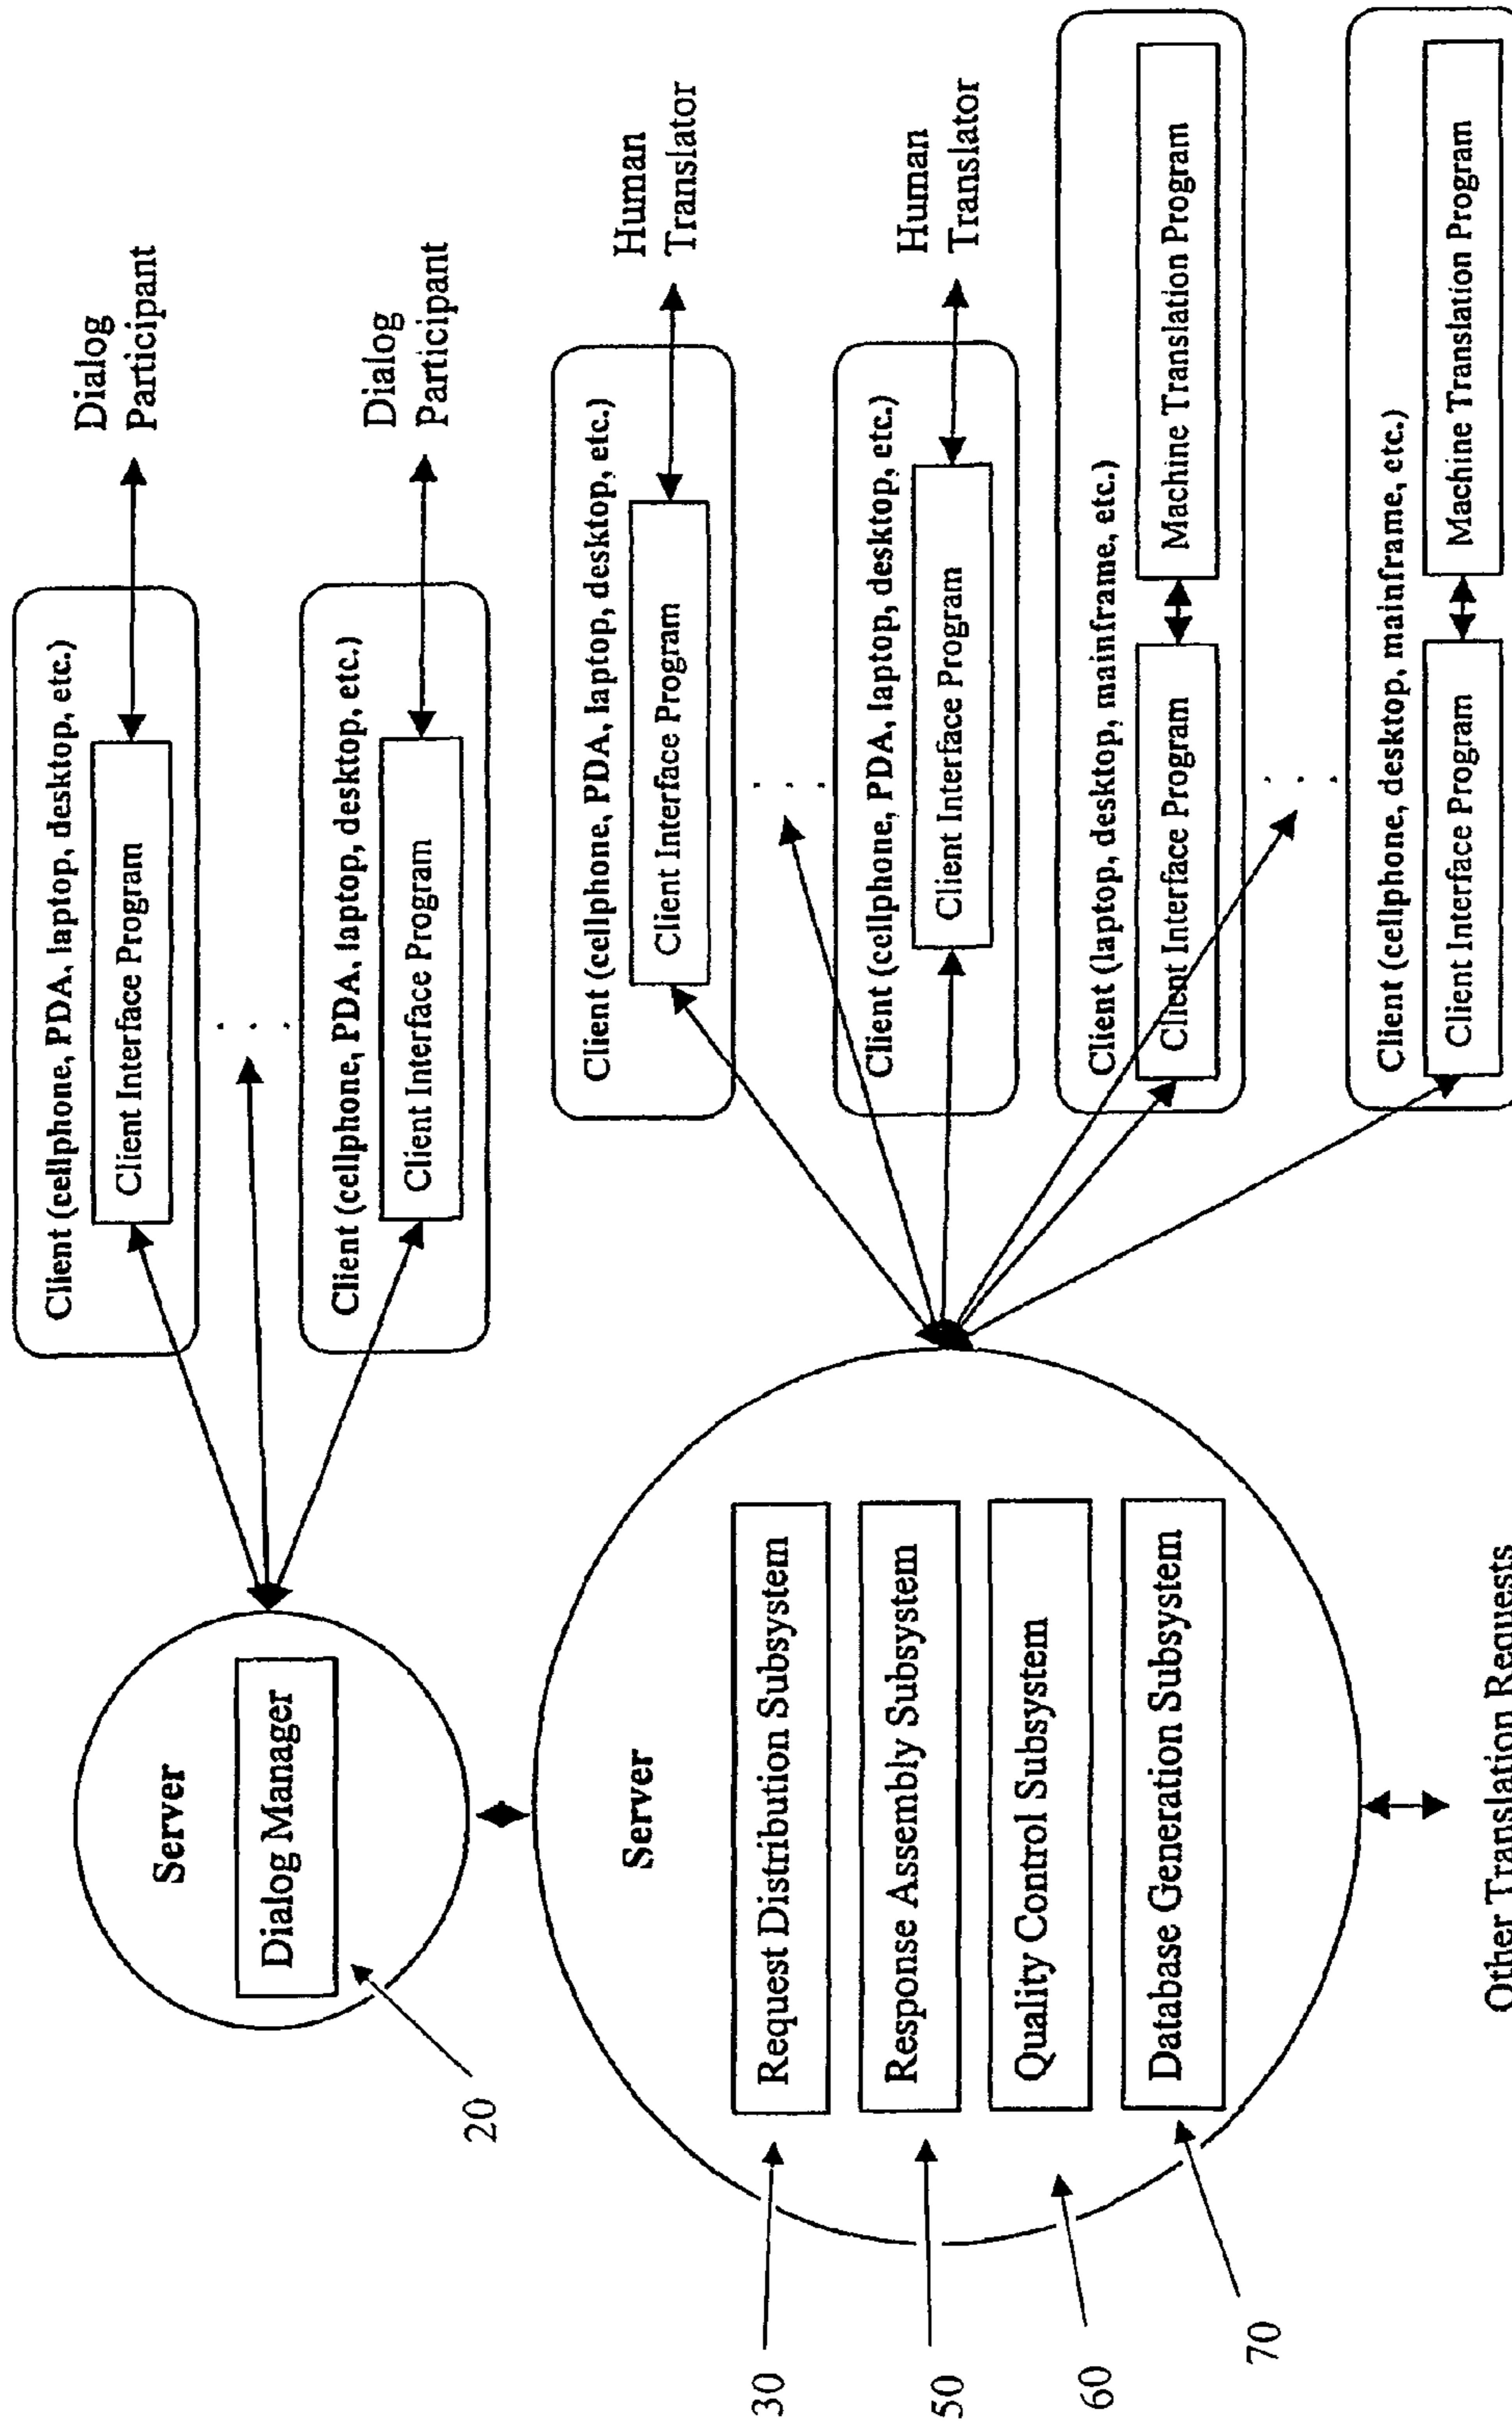 Server
Dialog Manager
20
Client (cellphone, PDA, laptop, desktop, etc.)
Client Interface Program
Dialog
Participant
. . .
Client (cellphone, PDA, laptop, desktop, etc.)
Client Interface Program
Dialog
Participant
Server
Request Distribution Subsystem
Response Assembly Subsystem
Quality Control Subsystem
Database Generation Subsystem
30
50
60
70
Client (cellphone, PDA, laptop, desktop, etc.)
Client Interface Program
Human
Translator
. . .
Client (cellphone, PDA, laptop, desktop, etc.)
Client Interface Program
Human
Translator
Client (laptop, desktop, mainframe, etc.)
Client Interface Program
Machine Translation Program
. . .
Client (cellphone, desktop, mainframe, etc.)
Client Interface Program
Machine Translation Program
Other Translation Requests